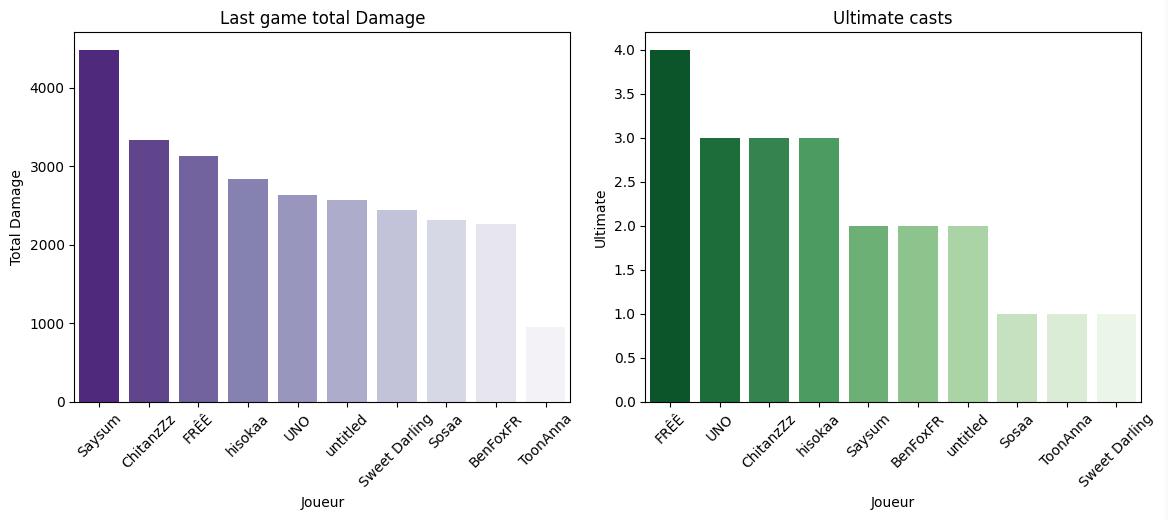 Last game total Damage
Total Damage
4000
3000
2000
1000
0
Saysum
ChitanzZz
FRÊË
hisokaa
UNO
untitled
Sweet Darling
Sosaa
BenFoxFR
ToonAnna
Joueur
Ultimate casts
Ultimate
4.0
3.5
3.0
2.5
2.0
1.5
1.0
0.5
0.0
FRÊË
UNO
ChitanzZz
hisokaa
Saysum
BenFoxFR
untitled
Sosaa
ToonAnna
Sweet Darling
Joueur